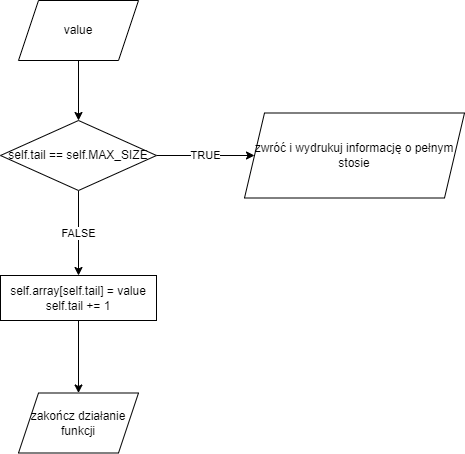 value
self.tail == self.MAX_SIZE
TRUE
zwróć i wydrukuj informację o pełnym
stosie
FALSE
self.array[self.tail] = value
self.tail += 1
zakończ działanie
funkcji